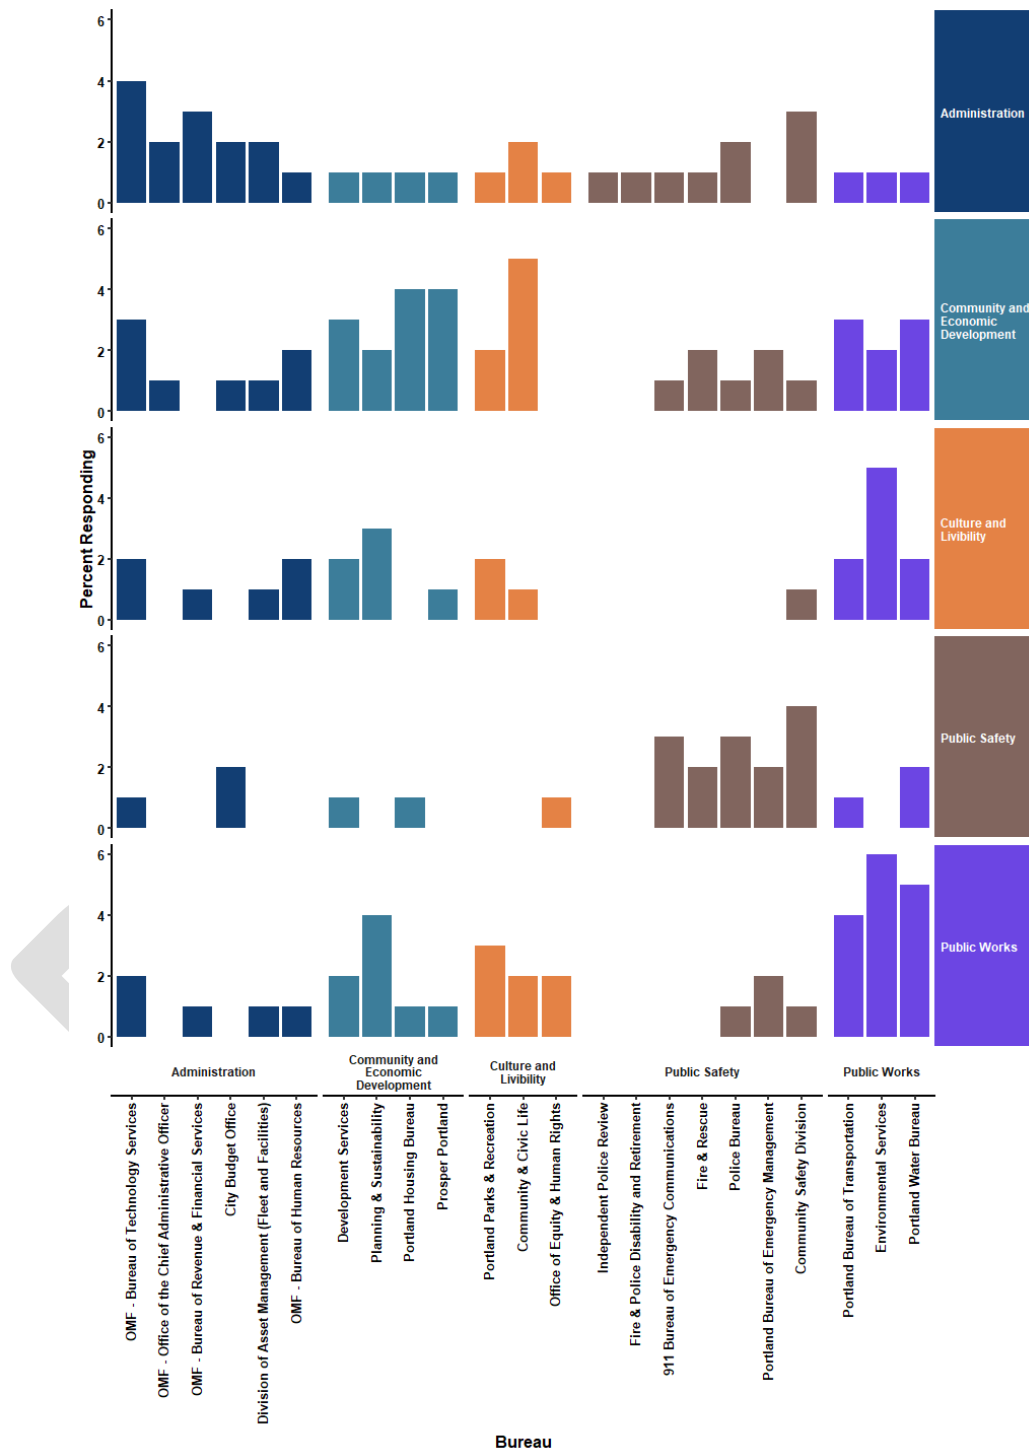 6
4
2
0
Administration
6
4
2
0
Community and
Economic
Development
6
4
2
0
Culture and
Livibility
Percent Responding
6
4
2
0
Public Safety
6
4
2
0
Public Works
Administration
Community and
Economic
Development
Culture and
Livibility
Public Safety
Public Works
OMF - Bureau of Technology Services
OMF - Office of the Chief Administrative Officer
OMF - Bureau of Revenue & Financial Services
City Budget Office
Division of Asset Management (Fleet and Facilities)
OMF - Bureau of Human Resources
Development Services
Planning & Sustainability
Portland Housing Bureau
Prosper Portland
Portland Parks & Recreation
Community & Civic Life
Office of Equity & Human Rights
Independent Police Review
Fire & Police Disability and Retirement
911 Bureau of Emergency Communications
Fire & Rescue
Police Bureau
Portland Bureau of Emergency Management
Community Safety Division
Portland Bureau of Transportation
Environmental Services
Portland Water Bureau
Bureau